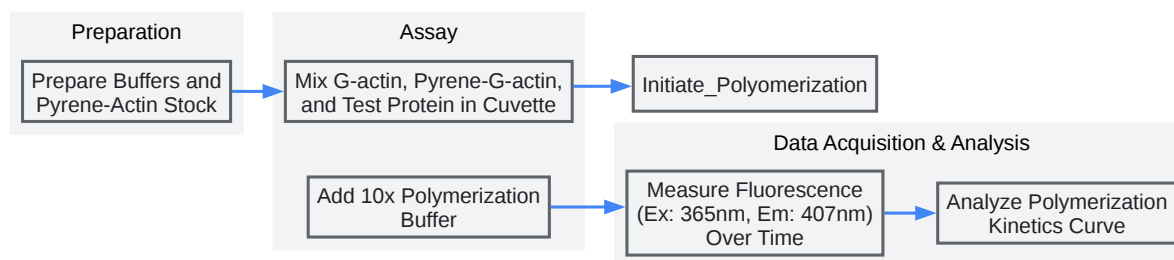 Preparation
Prepare Buffers and
Pyrene-Actin Stock
Assay
Mix G-actin, Pyrene-G-actin,
and Test Protein in Cuvette
Initiate_Polyomerization
Add 10x Polymerization
Buffer
Data Acquisition & Analysis
Measure Fluorescence
(Ex: 365nm, Em: 407nm)
Over Time
Analyze Polymerization
Kinetics Curve